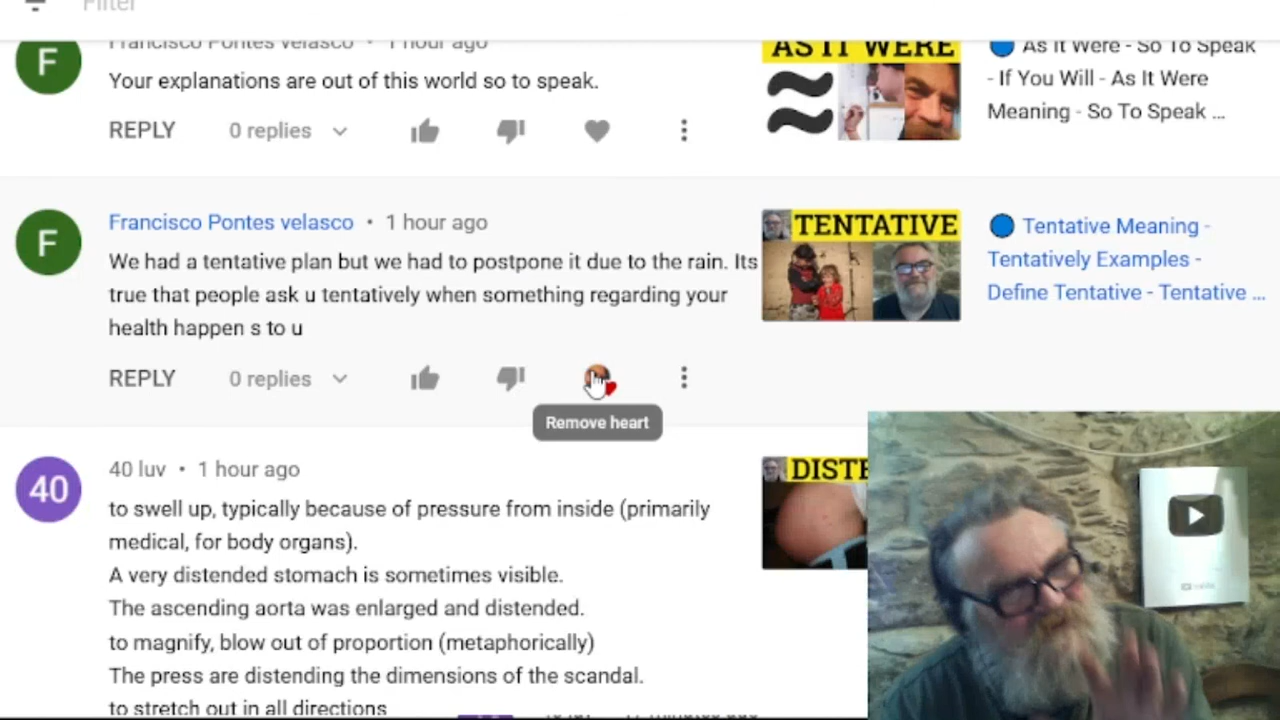 Filter
Francisco Pontes velasco • 1 hour ago
F
Your explanations are out of this world so to speak.
REPLY 0 replies
AS IT WERE
As It Were - So To Speak
- If You Will - As It Were
Meaning - So To Speak ...
F
Francisco Pontes velasco • 1 hour ago
We had a tentative plan but we had to postpone it due to the rain. Its
true that people ask u tentatively when something regarding your
health happen s to u
REPLY 0 replies
Remove heart
TENTATIVE
Tentative Meaning -
Tentatively Examples -
Define Tentative - Tentative ...
40
40 luv • 1 hour ago
to swell up, typically because of pressure from inside (primarily
medical, for body organs).
A very distended stomach is sometimes visible.
The ascending aorta was enlarged and distended.
to magnify, blow out of proportion (metaphorically)
The press are distending the dimensions of the scandal.
to stretch out in all directions
DISTE